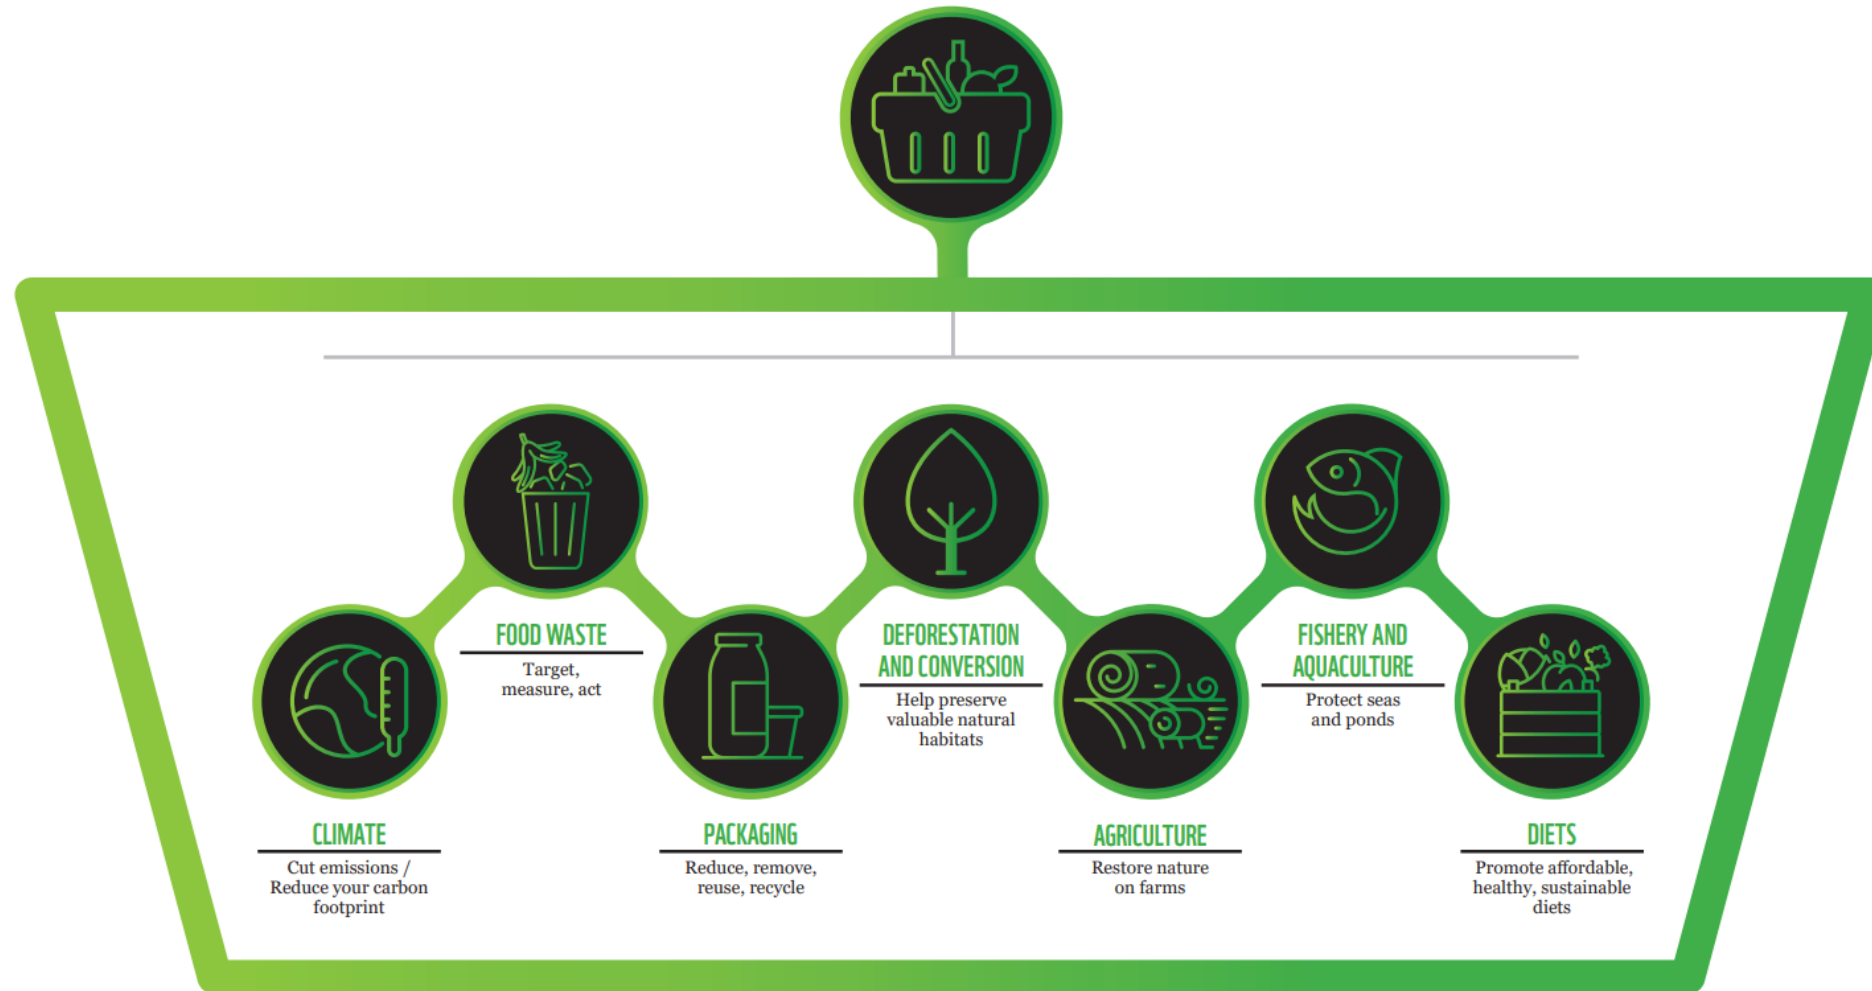 FOOD WASTE
Target,
measure, act
DEFORESTATION
AND CONVERSION
Help preserve
valuable natural
habitats
FISHERY AND
AQUACULTURE
Protect seas
and ponds
CLIMATE
Cut emissions /
Reduce your carbon
footprint
PACKAGING
Reduce, remove,
reuse, recycle
AGRICULTURE
Restore nature
on farms
DIETS
Promote affordable,
healthy, sustainable
diets